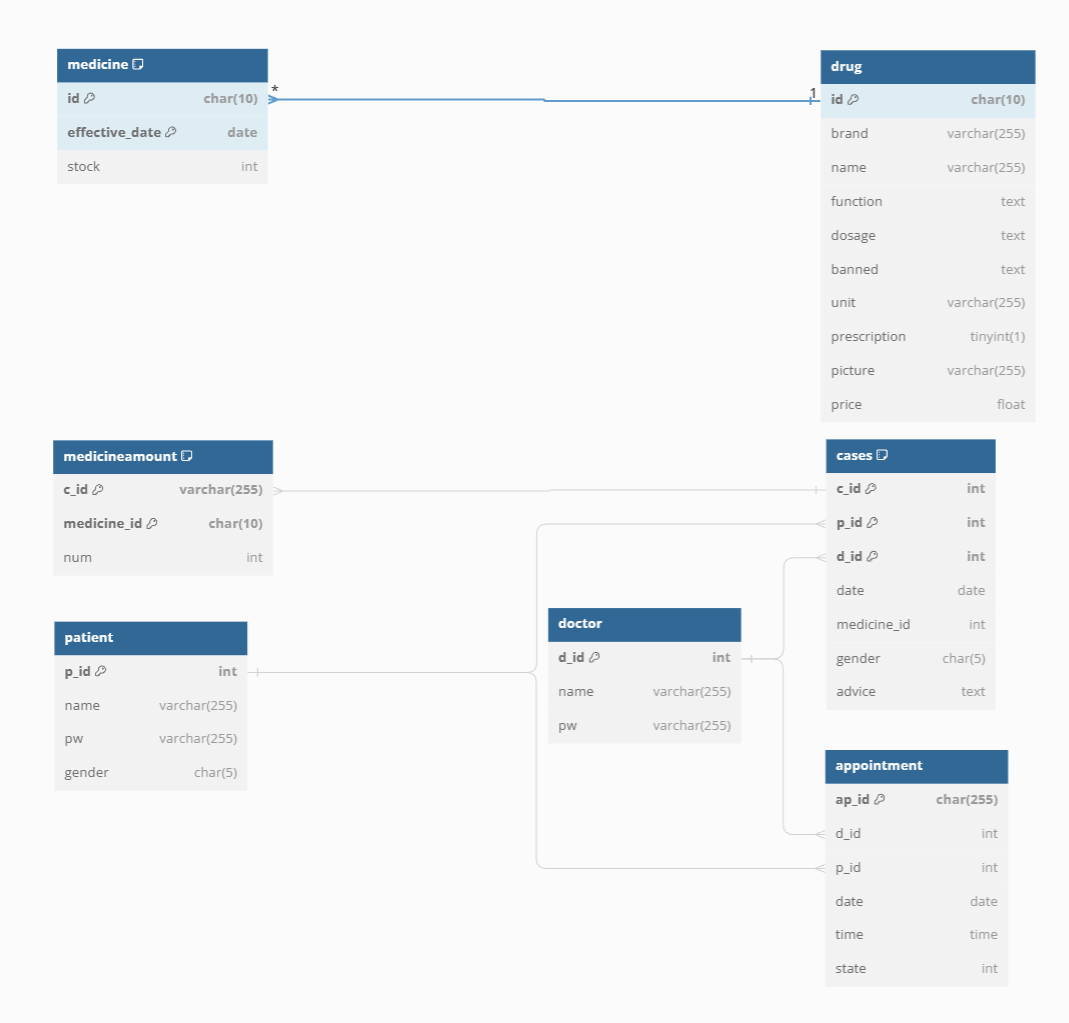 medicine
id char(10)
effective_date date
stock int
*
1
drug
id char(10)
brand varchar(255)
name varchar(255)
function text
dosage text
banned text
unit varchar(255)
prescription tinyint(1)
picture varchar(255)
price float
medicineamount
c_id varchar(255)
medicine_id char(10)
num int
cases
c_id int
p_id int
d_id int
date date
medicine_id int
gender char(5)
advice text
patient
p_id int
name varchar(255)
pw varchar(255)
gender char(5)
doctor
d_id int
name varchar(255)
pw varchar(255)
appointment
ap_id char(255)
d_id int
p_id int
date date
time time
state int